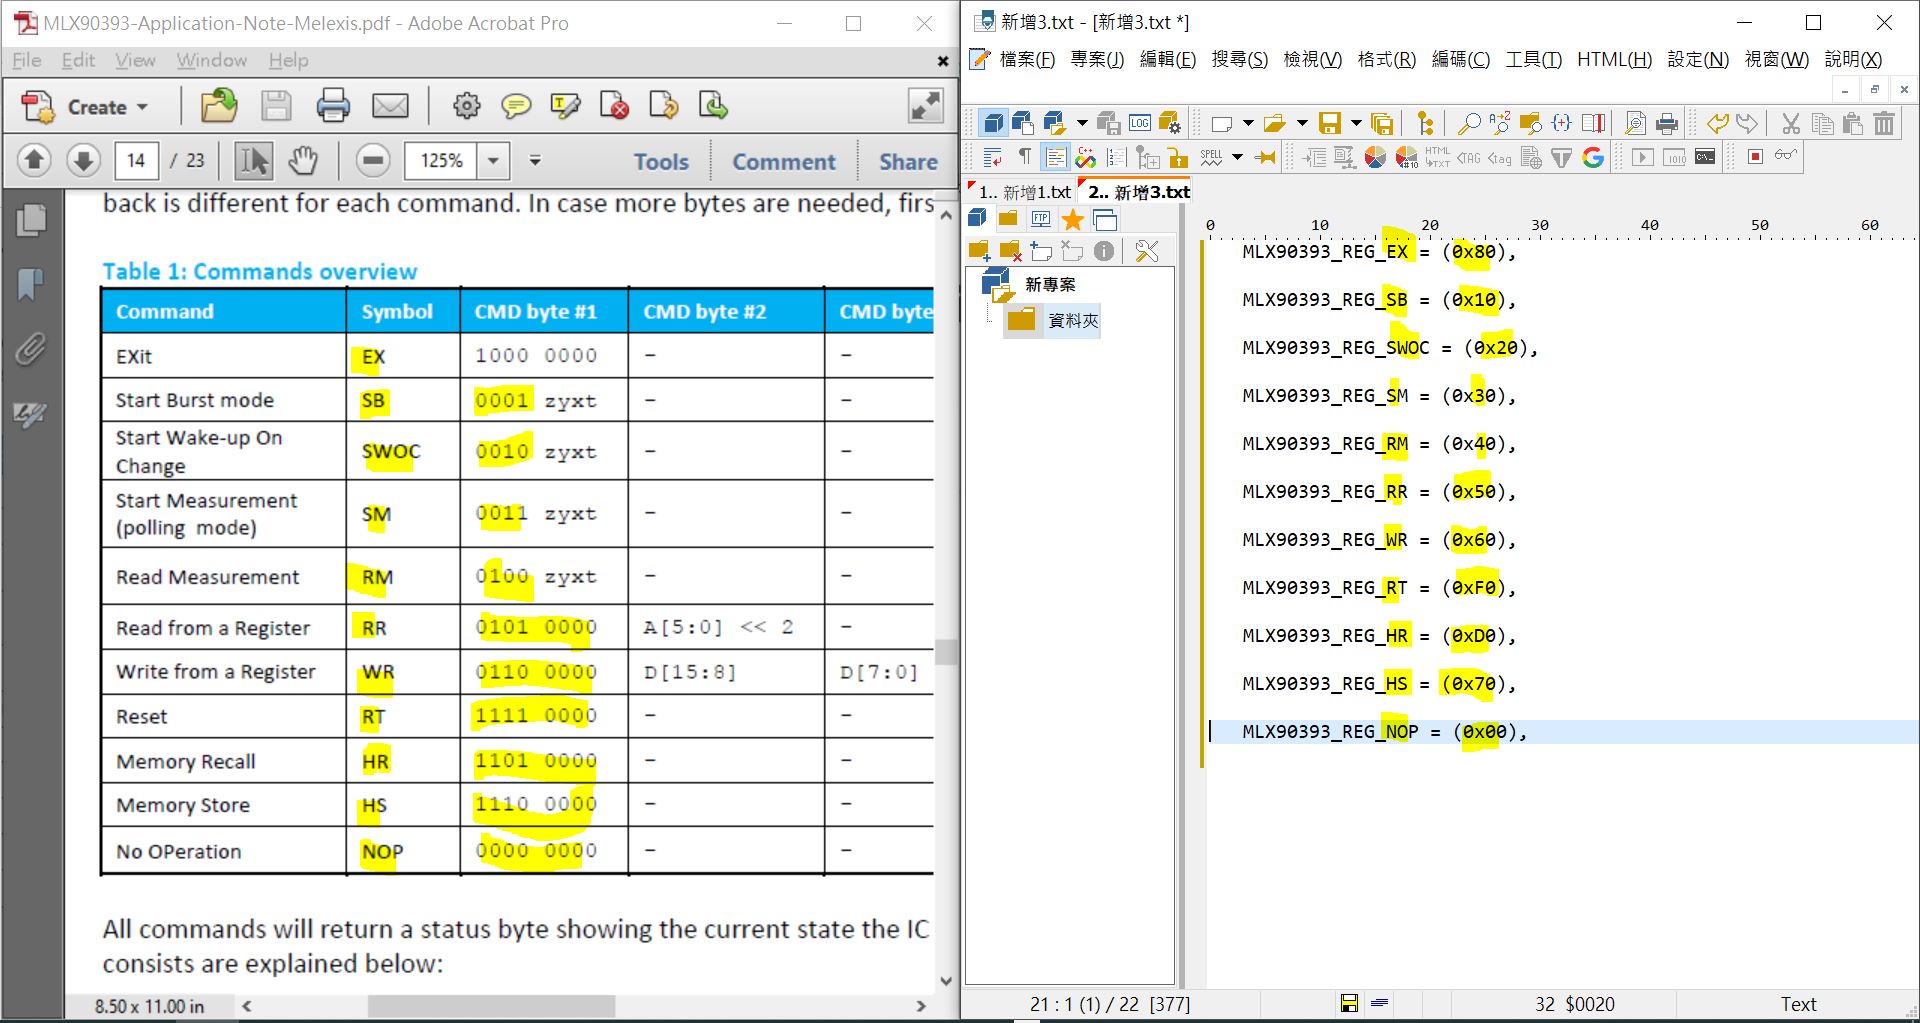 MLX90393-Application-Note-Melexis.pdf - Adobe Acrobat Pro
File Edit View Window Help
Create
14 / 23
125%
Tools Comment Share
back is different for each command. In case more bytes are needed, firs
Table 1: Commands overview
Command Symbol CMD byte #1 CMD byte #2 CMD byte
EXit EX 1000 0000 – –
Start Burst mode SB 0001 zyxt – –
Start Wake-up On
Change SWOC 0010 zyxt – –
Start Measurement
(polling mode) SM 0011 zyxt – –
Read Measurement RM 0100 zyxt – –
Read from a Register RR 0101 0000 A[5:0] << 2 –
Write from a Register WR 0110 0000 D[15:8] D[7:0]
Reset RT 1111 0000 – –
Memory Recall HR 1101 0000 – –
Memory Store HS 1110 0000 – –
No OPeration NOP 0000 0000 – –
All commands will return a status byte showing the current state the IC
consists are explained below:
8.50 x 11.00 in
新增3.txt - [新增3.txt *]
檔案(F) 專案(J) 編輯(E) 搜尋(S) 檢視(V) 格式(R) 編碼(C) 工具(T) HTML(H) 設定(N) 視窗(W) 說明(X)
LOG
SPELL
HTML
TXT
#10
TAG
tag
1010
C:\_
1.. 新增1.txt 2.. 新增3.txt
FTP
新專案
資料夾
0 10 20 30 40 50 60
MLX90393_REG_EX = (0x80),
MLX90393_REG_SB = (0x10),
MLX90393_REG_SWOC = (0x20),
MLX90393_REG_SM = (0x30),
MLX90393_REG_RM = (0x40),
MLX90393_REG_RR = (0x50),
MLX90393_REG_WR = (0x60),
MLX90393_REG_RT = (0xF0),
MLX90393_REG_HR = (0xD0),
MLX90393_REG_HS = (0x70),
MLX90393_REG_NOP = (0x00),
21 : 1 (1) / 22 [377]
32 $0020
Text